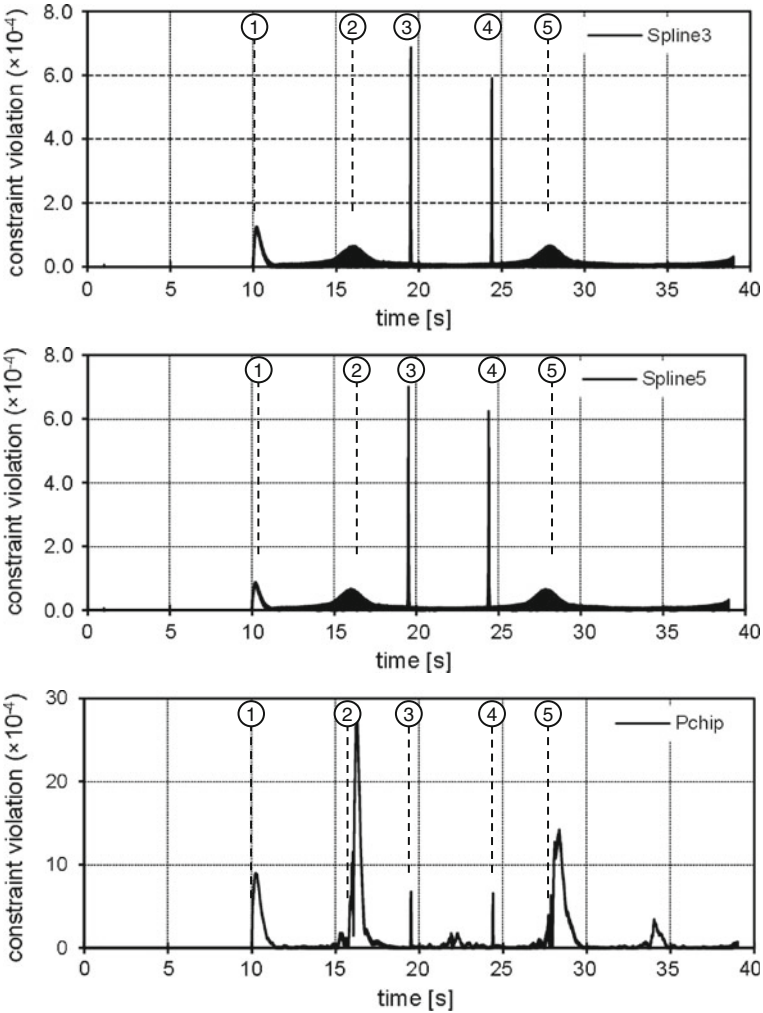 8.0 ① ② ③ ④ ⑤ Spline3
6.0
4.0
2.0
0.0
constraint violation (×10⁻⁴)
0 5 10 15 20 25 30 35 40
time [s]
8.0 ① ② ③ ④ ⑤ Spline5
6.0
4.0
2.0
0.0
constraint violation (×10⁻⁴)
0 5 10 15 20 25 30 35 40
time [s]
30 ① ② ③ ④ ⑤ Pchip
20
10
0
constraint violation (×10⁻⁴)
0 5 10 15 20 25 30 35 40
time [s]